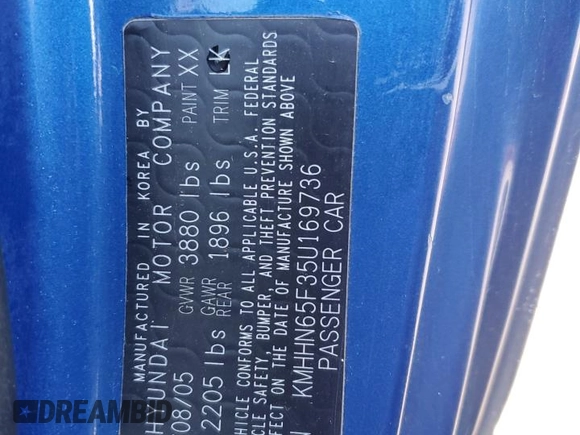 MANUFACTURED IN KOREA BY
HYUNDAI MOTOR COMPANY
08/05 GVWR 3880 lbs PAINT XX
2205 lbs GAWR REAR 1896 lbs TRIM LK
VEHICLE CONFORMS TO ALL APPLICABLE U.S.A. FEDERAL
VEHICLE SAFETY, BUMPER, AND THEFT PREVENTION STANDARDS
EFFECT ON THE DATE OF MANUFACTURE SHOWN ABOVE
KMHHN65F35U169736
PASSENGER CAR
DREAMBID